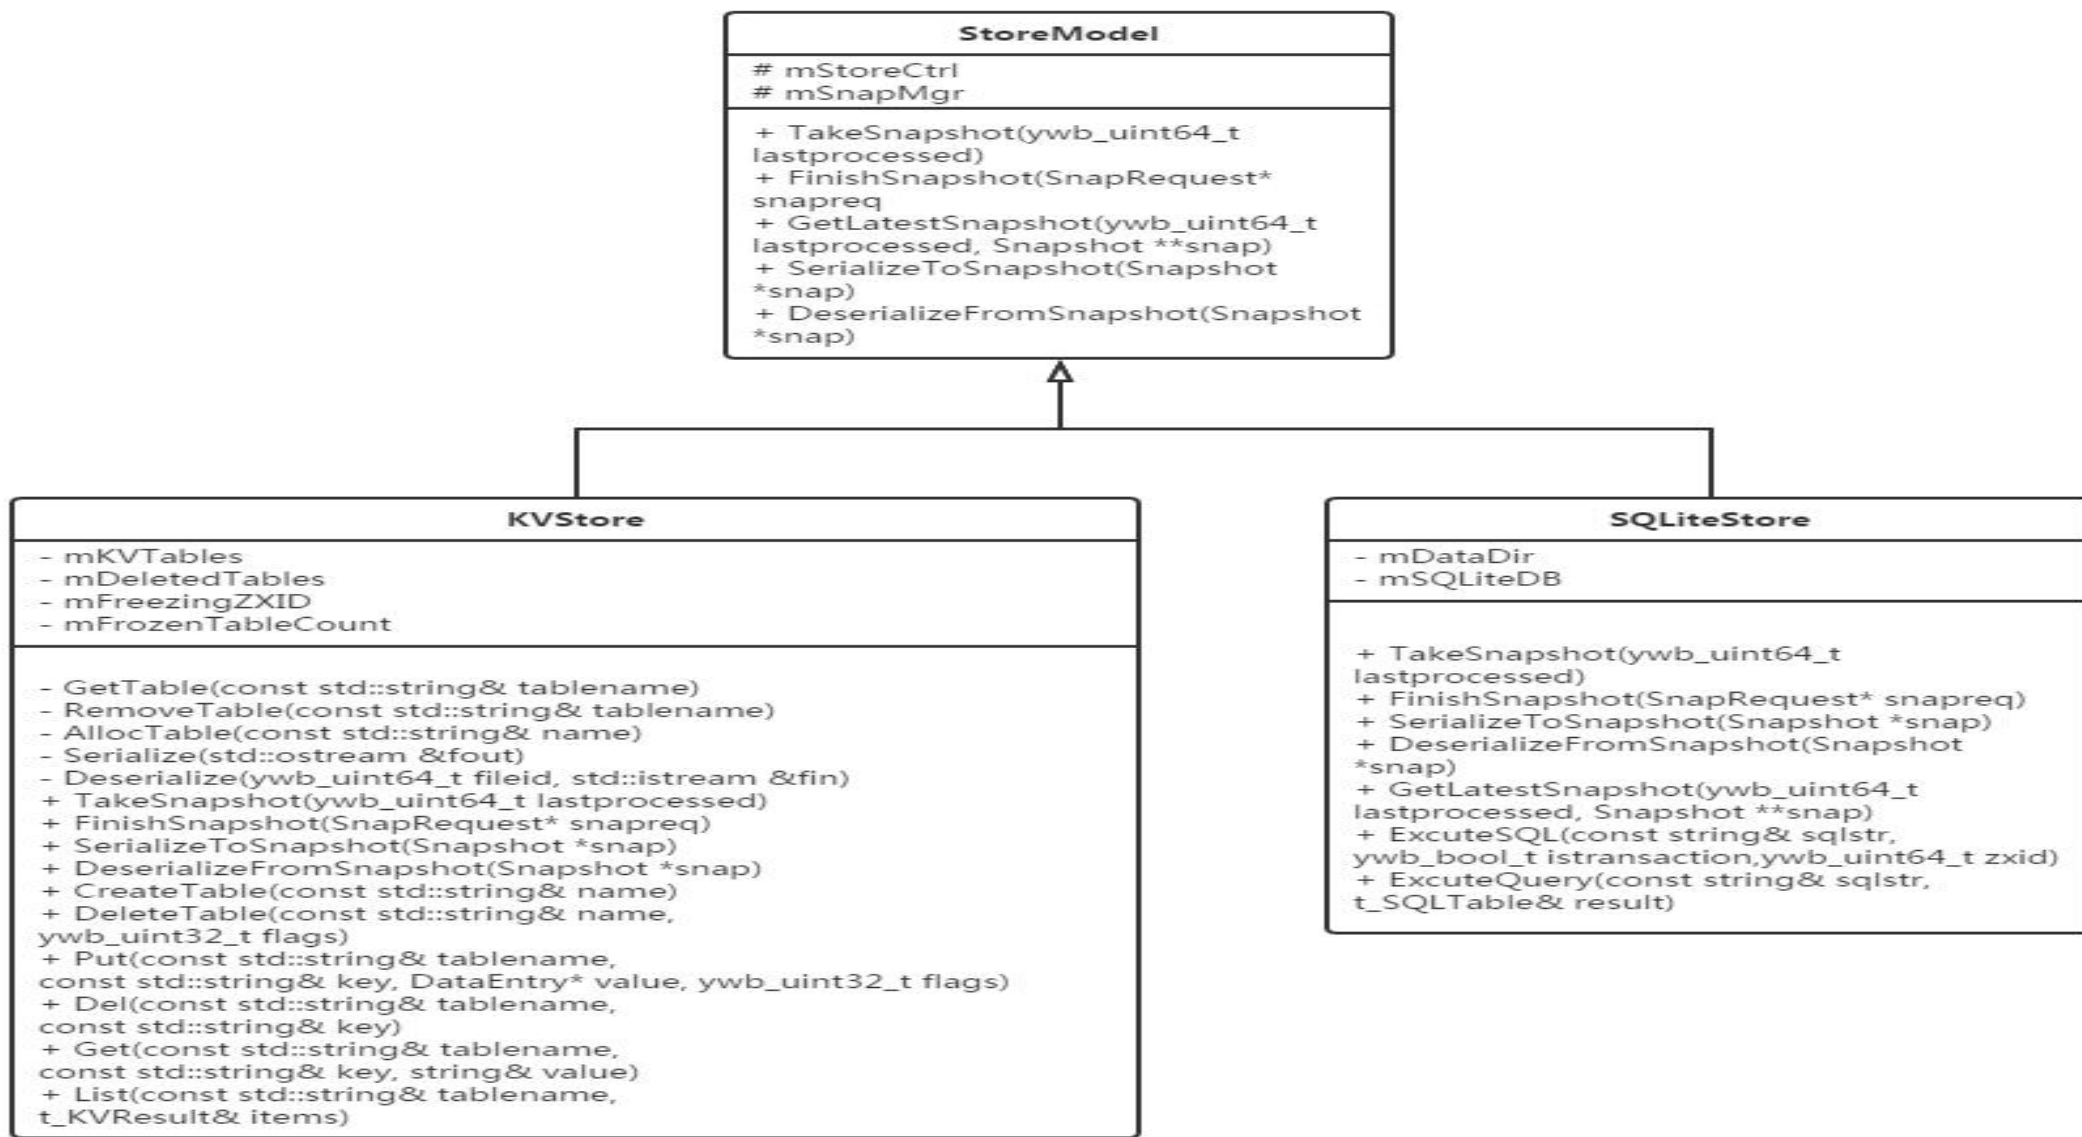 StoreModel
# mStoreCtrl
# mSnapMgr
+ TakeSnapshot(ywb_uint64_t
lastprocessed)
+ FinishSnapshot(SnapRequest*
snapreq
+ GetLatestSnapshot(ywb_uint64_t
lastprocessed, Snapshot **snap)
+ SerializeToSnapshot(Snapshot
*snap)
+ DeserializeFromSnapshot(Snapshot
*snap)
KVStore
- mKVTables
- mDeletedTables
- mFreezingZXID
- mFrozenTableCount
- GetTable(const std::string& tablename)
- RemoveTable(const std::string& tablename)
- AllocTable(const std::string& name)
- Serialize(std::ostream &fout)
- Deserialize(ywb_uint64_t fileid, std::istream &fin)
+ TakeSnapshot(ywb_uint64_t lastprocessed)
+ FinishSnapshot(SnapRequest* snapreq)
+ SerializeToSnapshot(Snapshot *snap)
+ DeserializeFromSnapshot(Snapshot *snap)
+ CreateTable(const std::string& name)
+ DeleteTable(const std::string& name,
ywb_uint32_t flags)
+ Put(const std::string& tablename,
const std::string& key, DataEntry* value, ywb_uint32_t flags)
+ Del(const std::string& tablename,
const std::string& key)
+ Get(const std::string& tablename,
const std::string& key, string& value)
+ List(const std::string& tablename,
t_KVResult& items)
SQLiteStore
- mDataDir
- mSQLiteDB
+ TakeSnapshot(ywb_uint64_t
lastprocessed)
+ FinishSnapshot(SnapRequest* snapreq)
+ SerializeToSnapshot(Snapshot *snap)
+ DeserializeFromSnapshot(Snapshot
*snap)
+ GetLatestSnapshot(ywb_uint64_t
lastprocessed, Snapshot **snap)
+ ExcuteSQL(const string& sqlstr,
ywb_bool_t istransaction,ywb_uint64_t zxid)
+ ExcuteQuery(const string& sqlstr,
t_SQLTable& result)